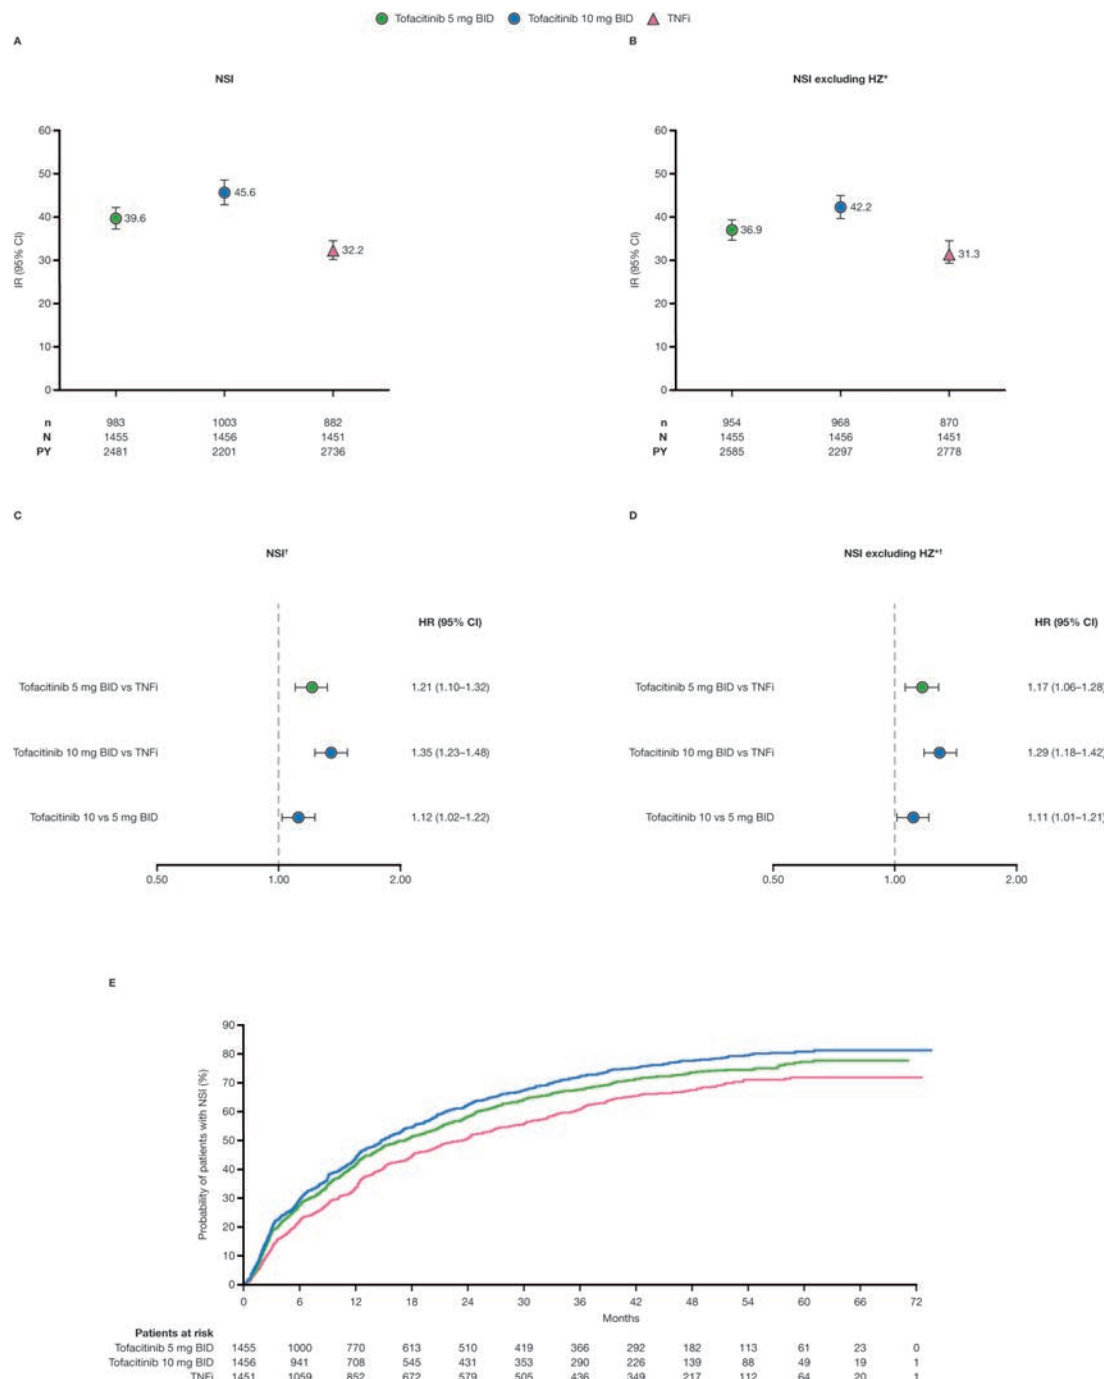 Tofacitinib 5 mg BID Tofacitinib 10 mg BID TNFi
A
NSI
IR (95% CI)
60
50
40
30
20
10
0
39.6
45.6
32.2
n 983 1003 882
N 1455 1456 1451
PY 2481 2201 2736
B
NSI excluding HZ*
IR (95% CI)
60
50
40
30
20
10
0
36.9
42.2
31.3
n 954 968 870
N 1455 1456 1451
PY 2585 2297 2778
C
NSI†
HR (95% CI)
Tofacitinib 5 mg BID vs TNFi 1.21 (1.10–1.32)
Tofacitinib 10 mg BID vs TNFi 1.35 (1.23–1.48)
Tofacitinib 10 vs 5 mg BID 1.12 (1.02–1.22)
0.50 1.00 2.00
D
NSI excluding HZ*†
HR (95% CI)
Tofacitinib 5 mg BID vs TNFi 1.17 (1.06–1.28)
Tofacitinib 10 mg BID vs TNFi 1.29 (1.18–1.42)
Tofacitinib 10 vs 5 mg BID 1.11 (1.01–1.21)
0.50 1.00 2.00
E
Probability of patients with NSI (%)
90
80
70
60
50
40
30
20
10
0
0 6 12 18 24 30 36 42 48 54 60 66 72
Months
Patients at risk
Tofacitinib 5 mg BID 1455 1000 770 613 510 419 366 292 182 113 61 23 0
Tofacitinib 10 mg BID 1456 941 708 545 431 353 290 226 139 88 49 19 1
TNFi 1451 1059 852 672 579 505 436 349 217 112 64 20 1